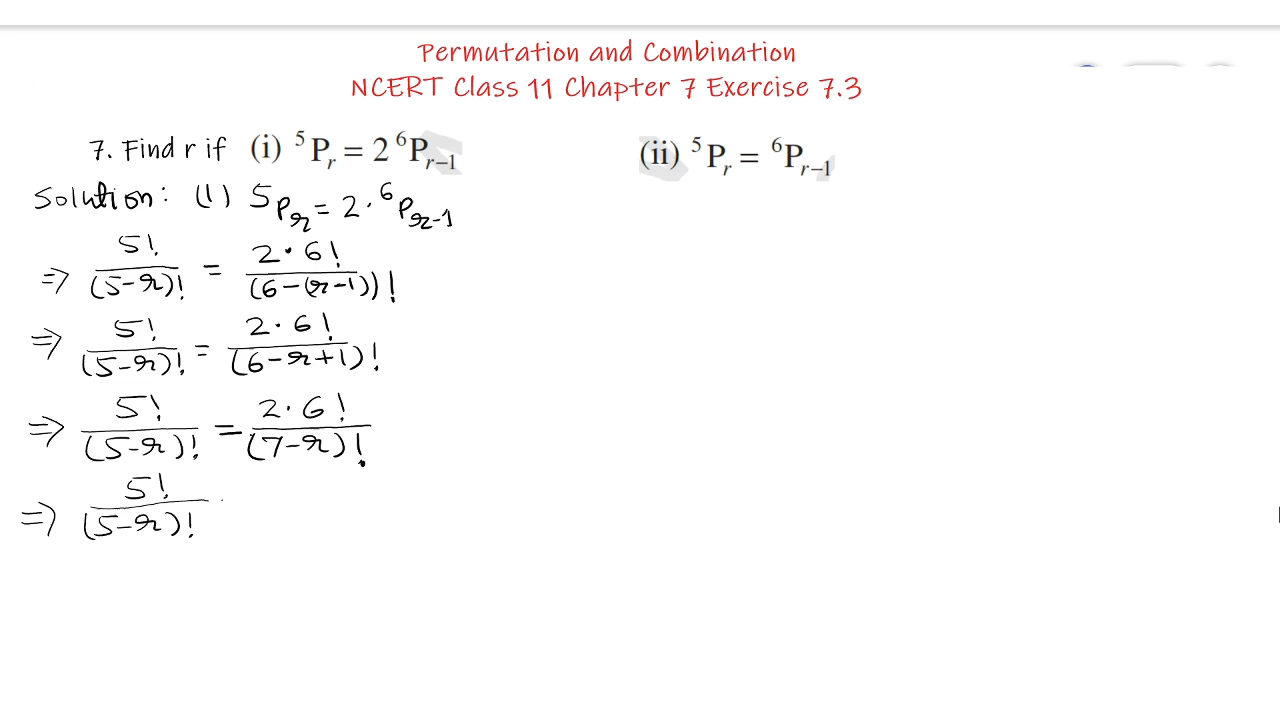 Permutation and Combination
NCERT Class 11 Chapter 7 Exercise 7.3
7. Find r if (i) ⁵Pᵣ = 2 ⁶Pᵣ₋₁ (ii) ⁵Pᵣ = ⁶Pᵣ₋₁
Solution: (1) ⁵Pᵣ = 2·⁶Pᵣ₋₁
⇒ 5!/(5-r)! = 2·6!/(6-(r-1))!
⇒ 5!/(5-r)! = 2·6!/(6-r+1)!
⇒ 5!/(5-r)! = 2·6!/(7-r)!
⇒ 5!/(5-r)!